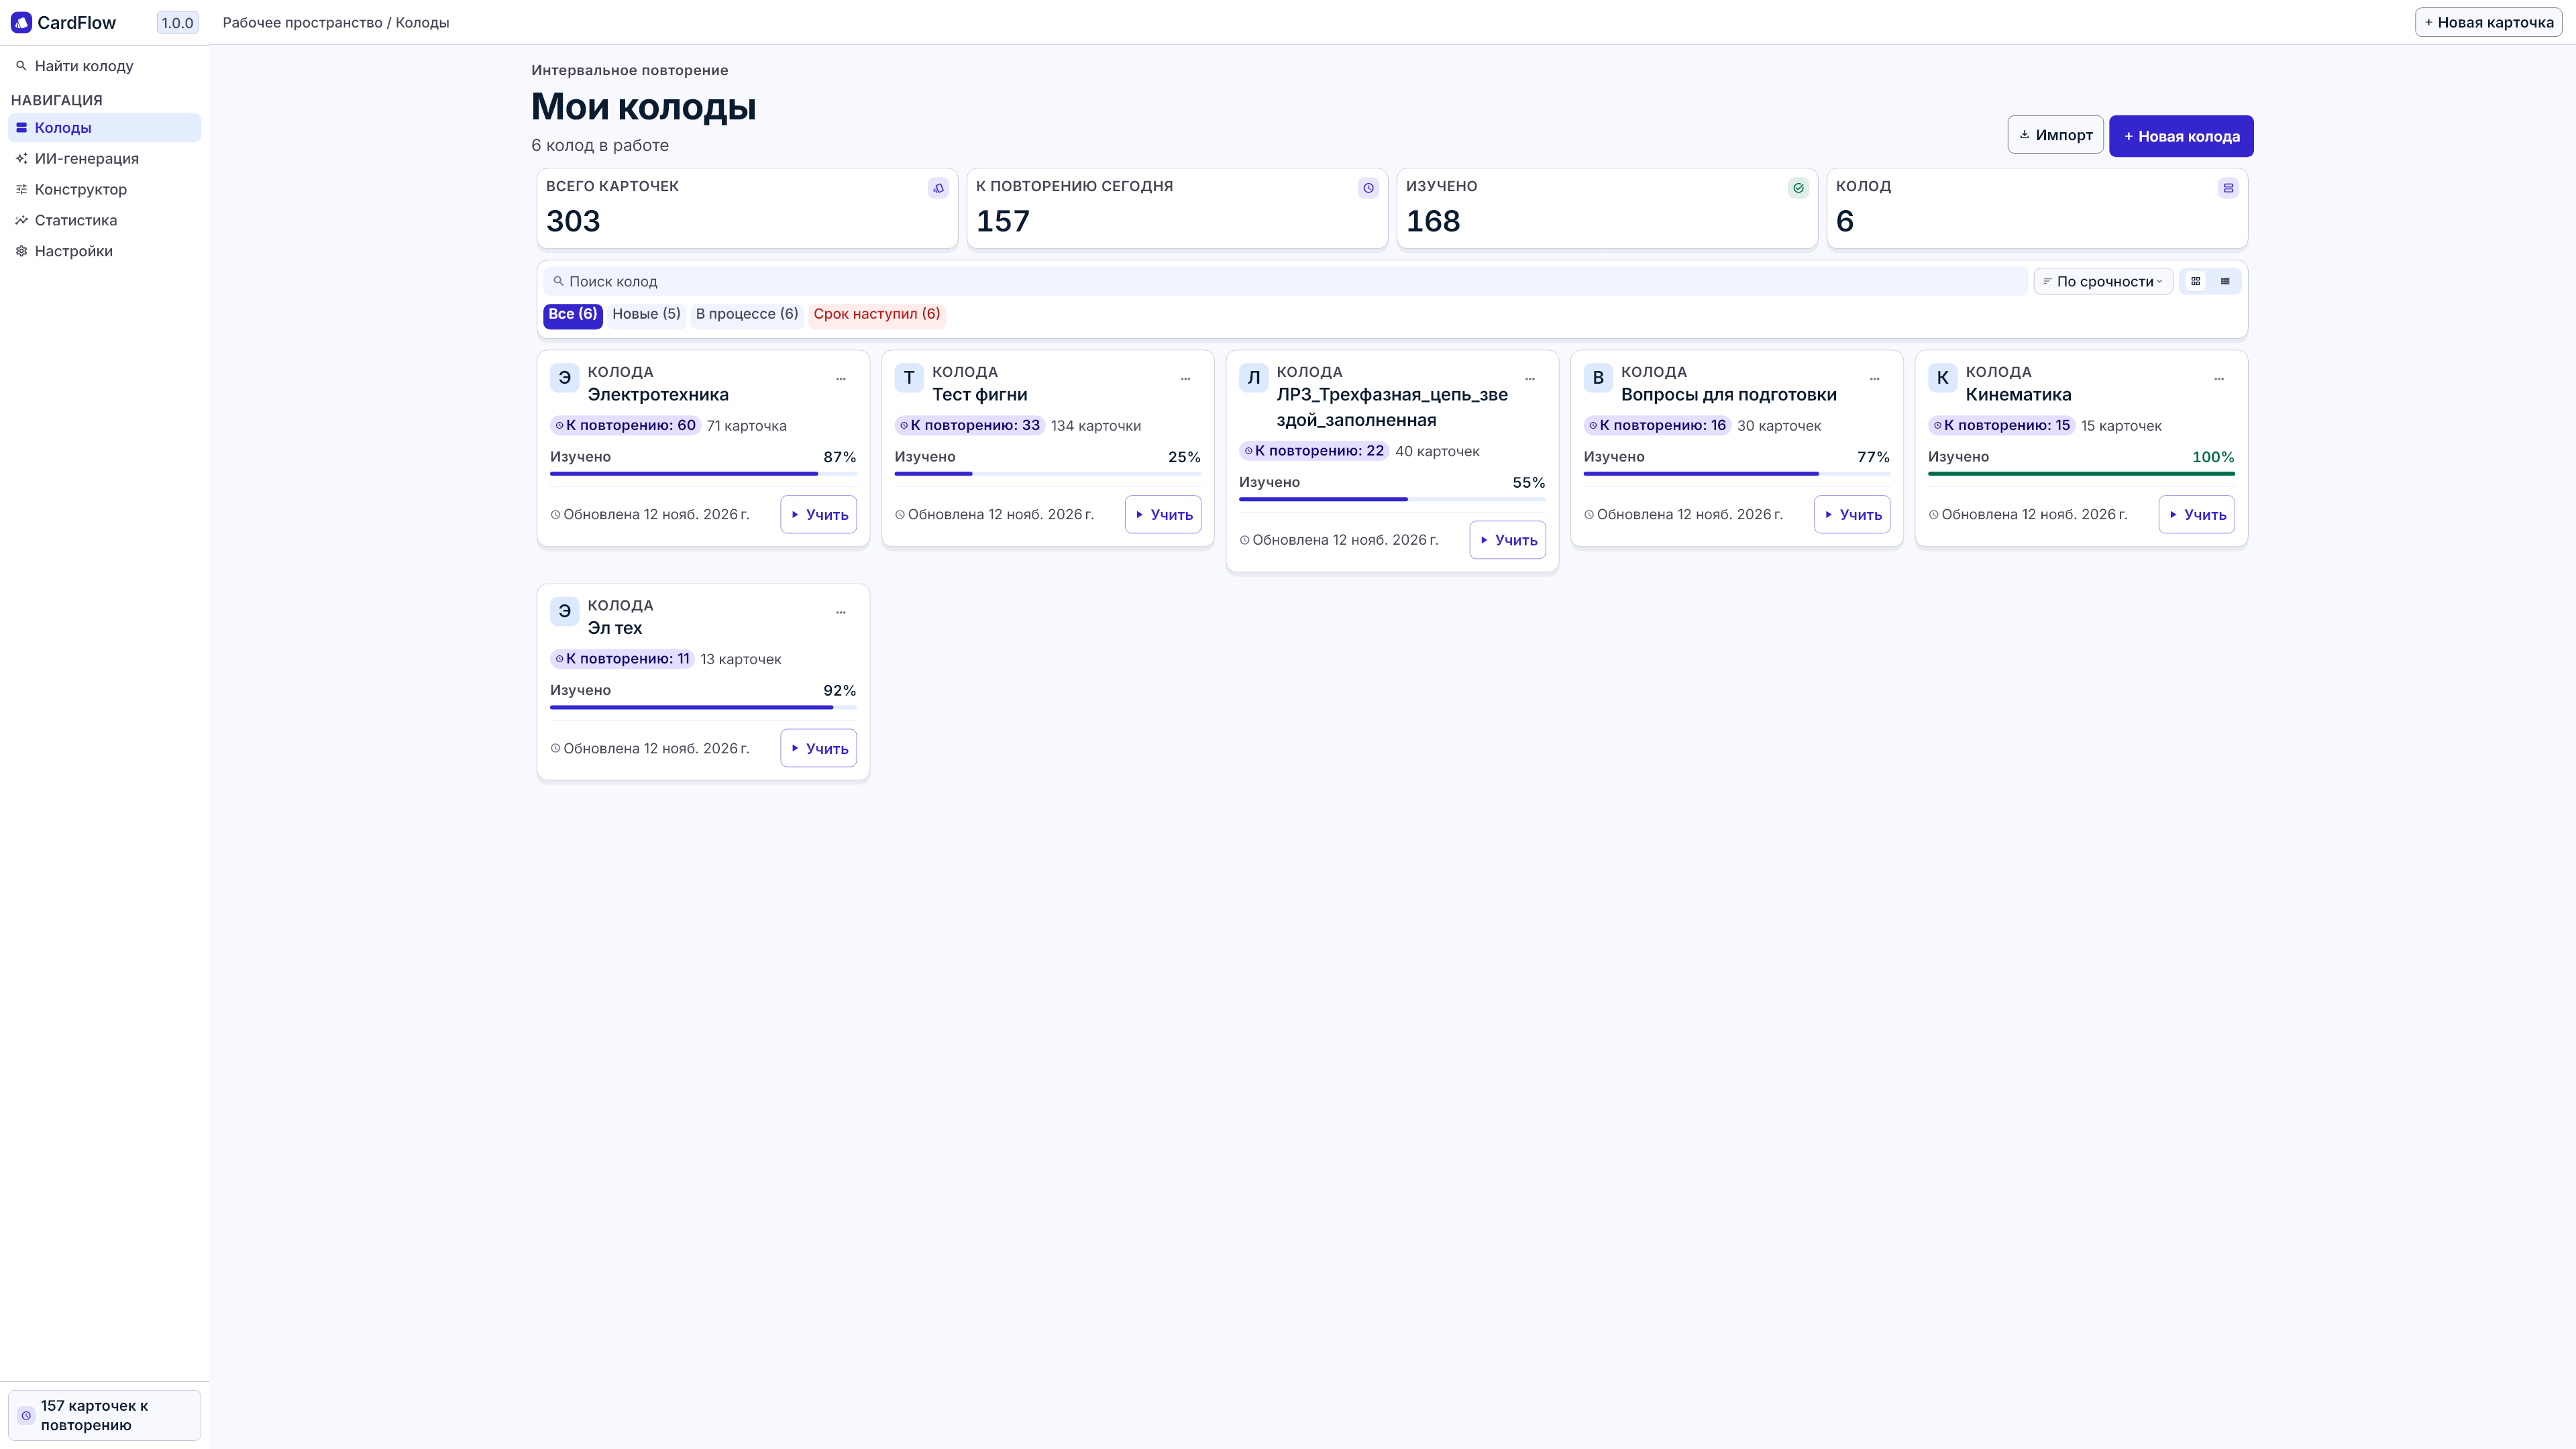 CardFlow
1.0.0
Рабочее пространство / Колоды
+ Новая карточка
Найти колоду
НАВИГАЦИЯ
Колоды
ИИ-генерация
Конструктор
Статистика
Настройки
Интервальное повторение
Мои колоды
6 колод в работе
Импорт
+ Новая колода
ВСЕГО КАРТОЧЕК
303
К ПОВТОРЕНИЮ СЕГОДНЯ
157
ИЗУЧЕНО
168
КОЛОД
6
Поиск колод
По срочности
Все (6)
Новые (5)
В процессе (6)
Срок наступил (6)
Э
КОЛОДА
Электротехника
К повторению: 60
71 карточка
Изучено
87%
Обновлена 12 нояб. 2026 г.
Учить
Т
КОЛОДА
Тест фигни
К повторению: 33
134 карточки
Изучено
25%
Обновлена 12 нояб. 2026 г.
Учить
Л
КОЛОДА
ЛР3_Трехфазная_цепь_зве
здой_заполненная
К повторению: 22
40 карточек
Изучено
55%
Обновлена 12 нояб. 2026 г.
Учить
В
КОЛОДА
Вопросы для подготовки
К повторению: 16
30 карточек
Изучено
77%
Обновлена 12 нояб. 2026 г.
Учить
К
КОЛОДА
Кинематика
К повторению: 15
15 карточек
Изучено
100%
Обновлена 12 нояб. 2026 г.
Учить
Э
КОЛОДА
Эл тех
К повторению: 11
13 карточек
Изучено
92%
Обновлена 12 нояб. 2026 г.
Учить
157 карточек к
повторению